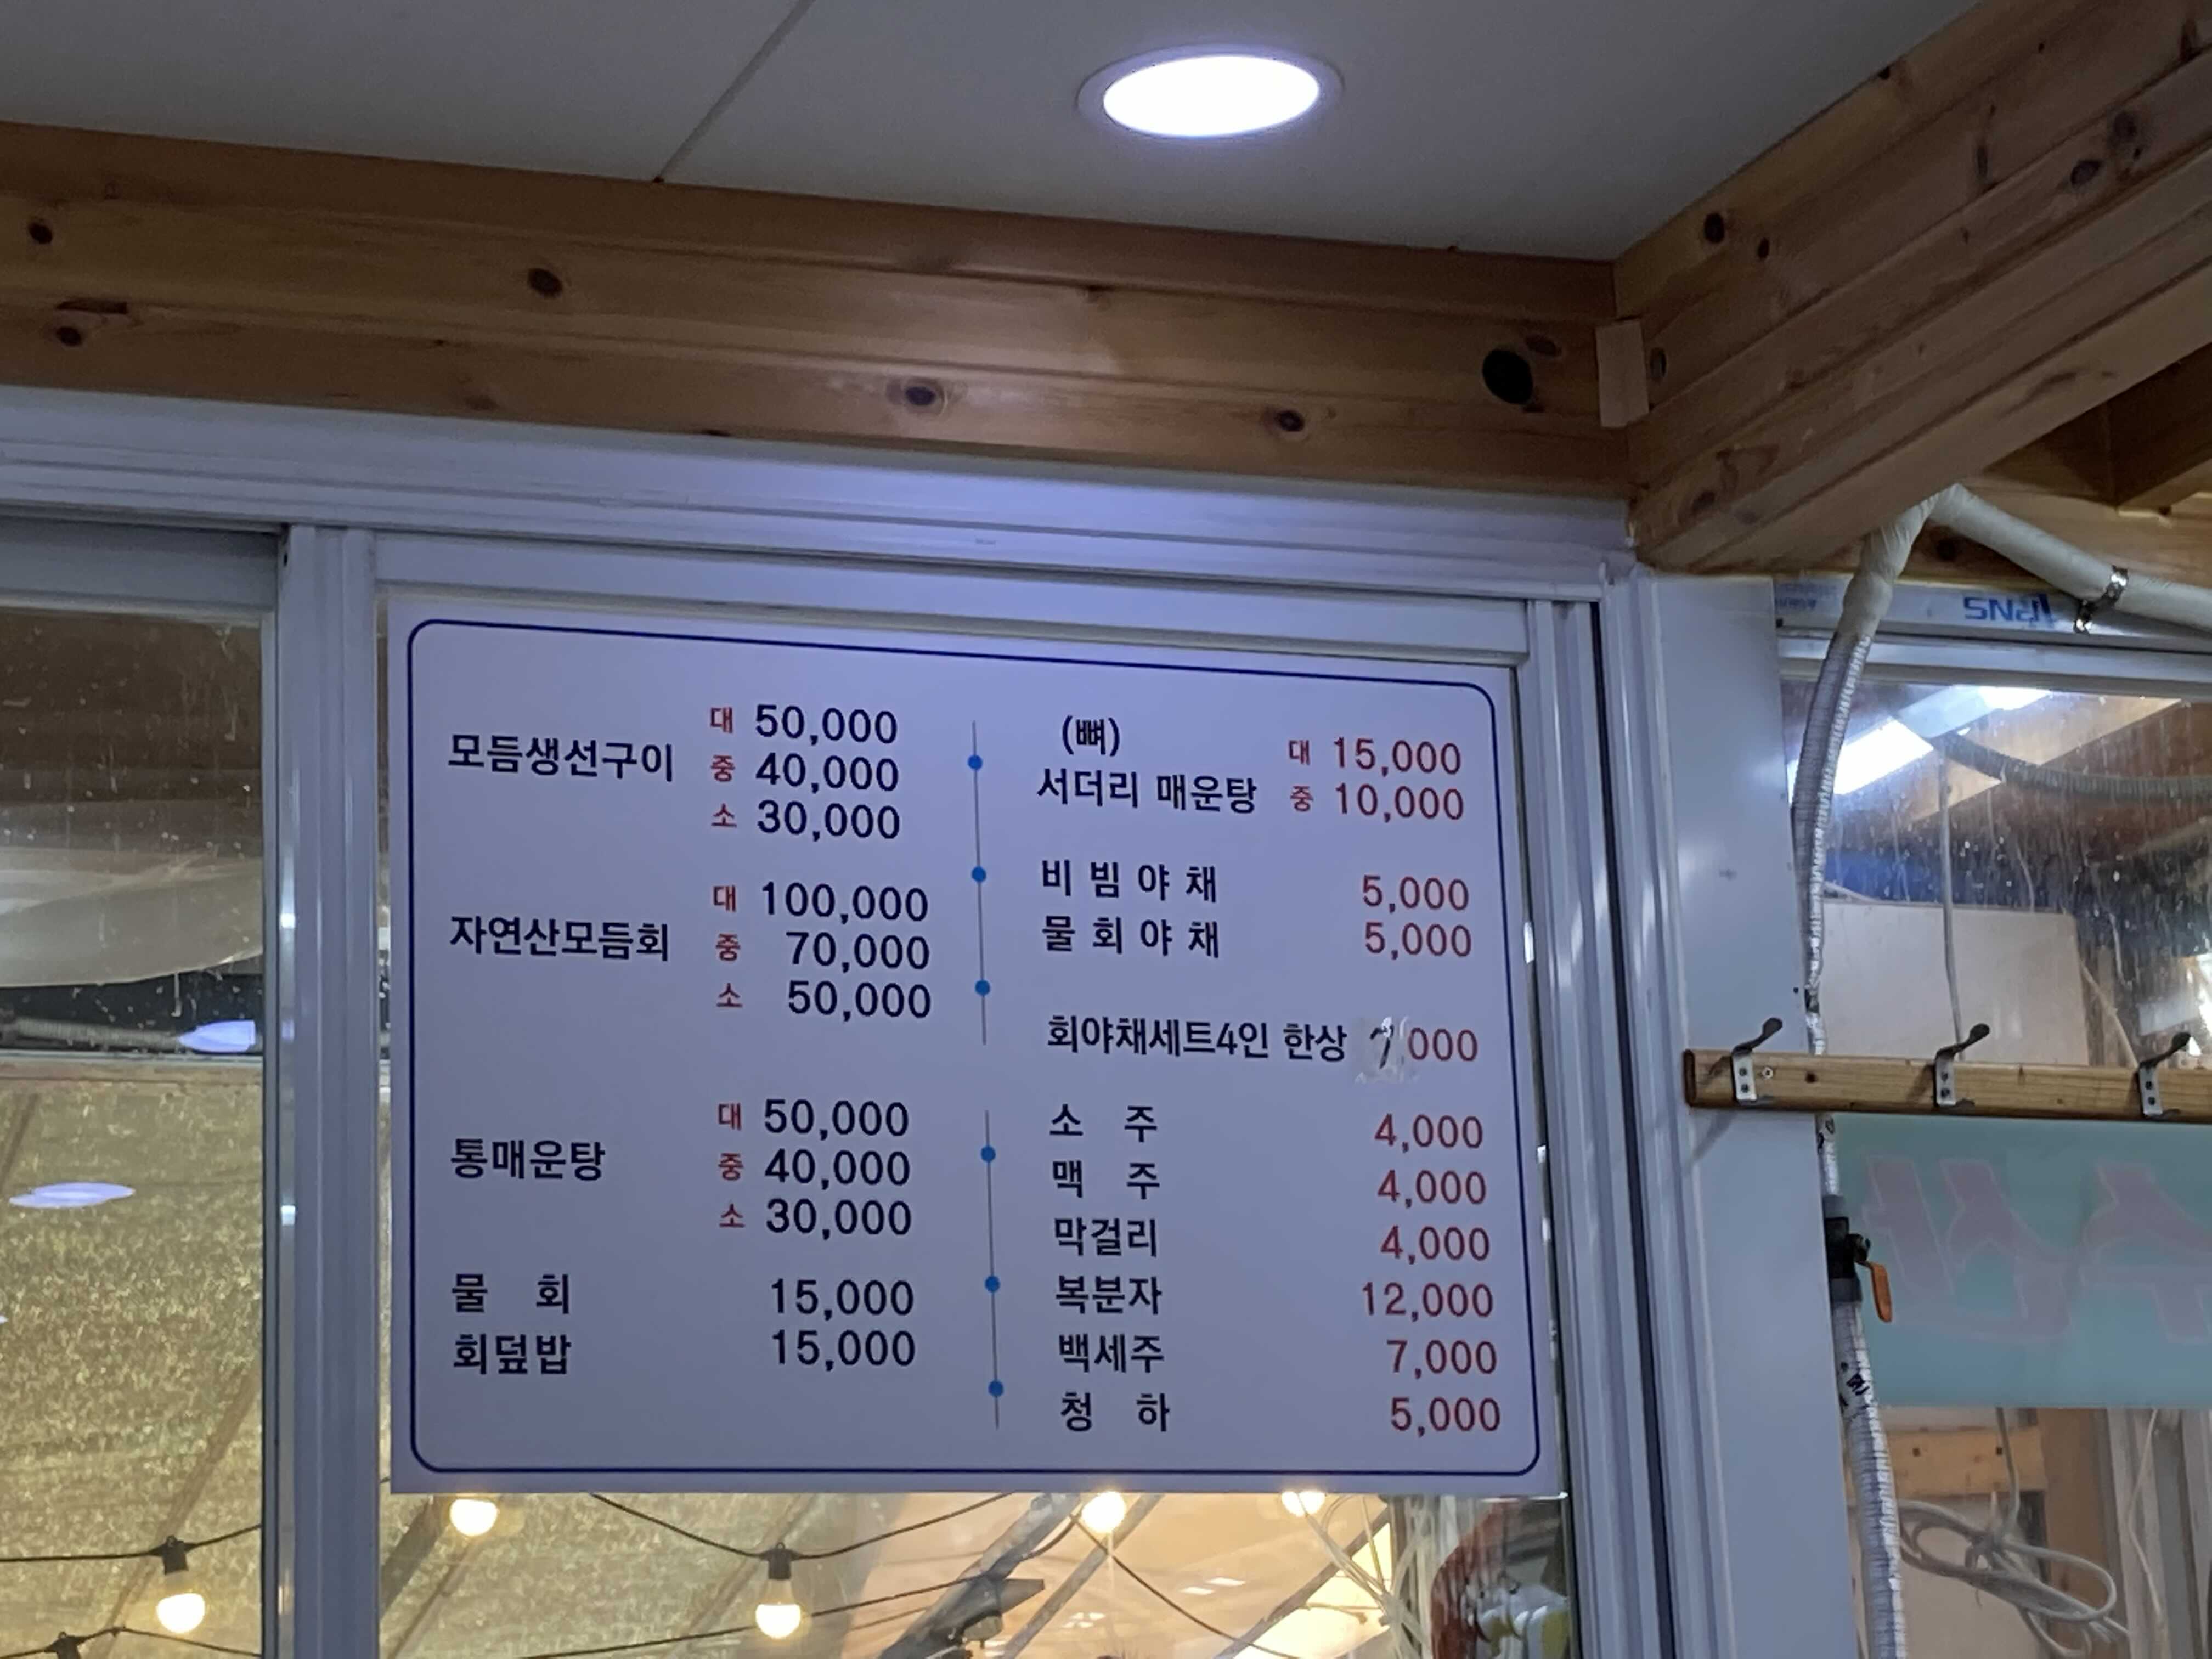 모듬생선구이
대 50,000
중 40,000
소 30,000
자연산모듬회
대 100,000
중 70,000
소 50,000
통매운탕
대 50,000
중 40,000
소 30,000
물 회 15,000
회덮밥 15,000
(뼈)
서더리 매운탕
대 15,000
중 10,000
비빔야채 5,000
물회야채 5,000
회야채세트4인 한상 7,000
소 주 4,000
맥 주 4,000
막걸리 4,000
복분자 12,000
백세주 7,000
청 하 5,000
수산